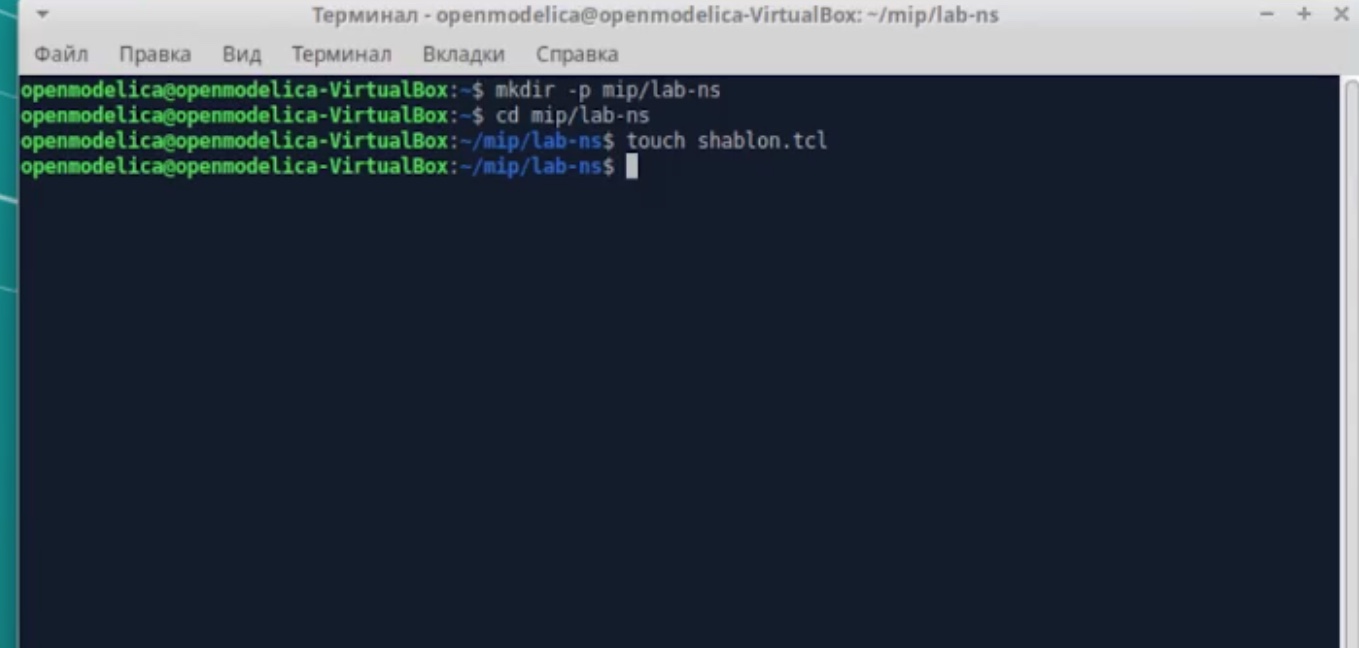 Терминал - openmodelica@openmodelica-VirtualBox: ~/mip/lab-ns
Файл Правка Вид Терминал Вкладки Справка
openmodelica@openmodelica-VirtualBox:~$ mkdir -p mip/lab-ns
openmodelica@openmodelica-VirtualBox:~$ cd mip/lab-ns
openmodelica@openmodelica-VirtualBox:~/mip/lab-ns$ touch shablon.tcl
openmodelica@openmodelica-VirtualBox:~/mip/lab-ns$